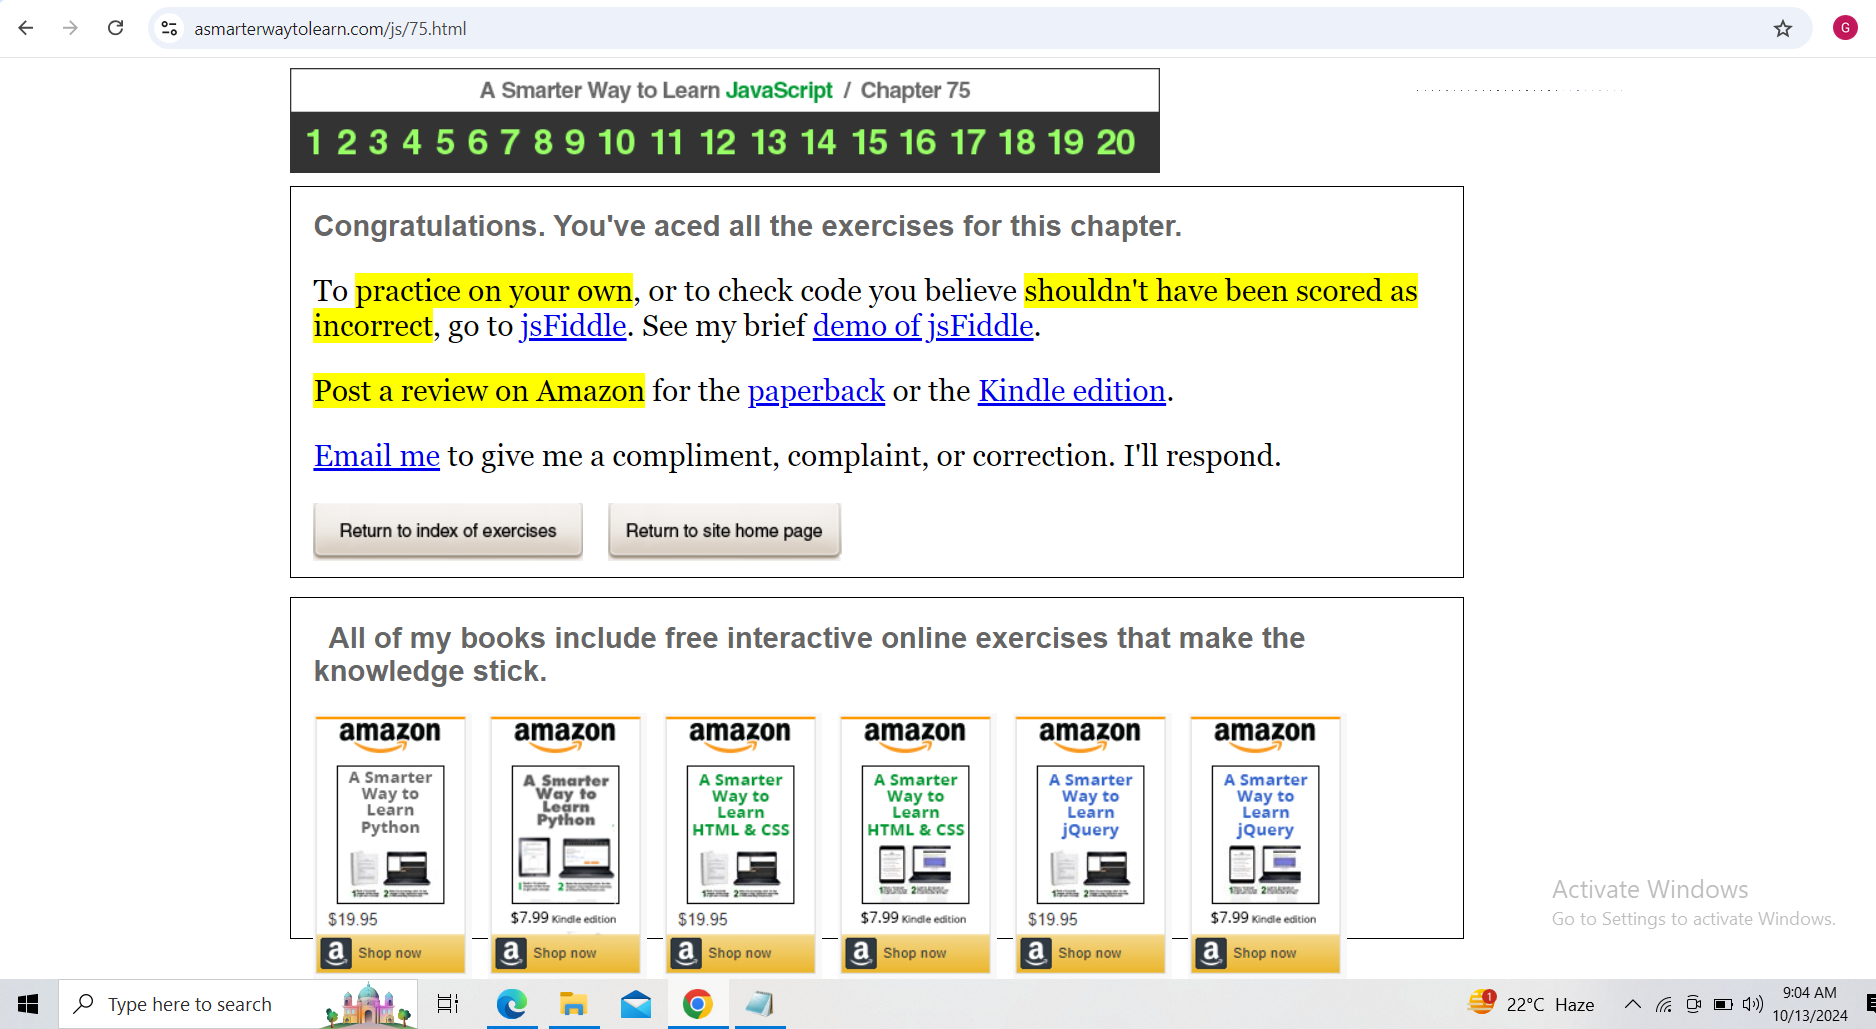 asmarterwaytolearn.com/js/75.html
G
A Smarter Way to Learn JavaScript / Chapter 75
1 2 3 4 5 6 7 8 9 10 11 12 13 14 15 16 17 18 19 20
Congratulations. You've aced all the exercises for this chapter.
To practice on your own, or to check code you believe shouldn't have been scored as
incorrect, go to jsFiddle. See my brief demo of jsFiddle.
Post a review on Amazon for the paperback or the Kindle edition.
Email me to give me a compliment, complaint, or correction. I'll respond.
Return to index of exercises Return to site home page
All of my books include free interactive online exercises that make the
knowledge stick.
amazon amazon amazon amazon amazon amazon
A Smarter A Smarter A Smarter A Smarter A Smarter A Smarter
Way to Way to Way to Way to Way to Way to
Learn Learn Learn Learn Learn Learn
Python Python HTML & CSS HTML & CSS jQuery jQuery
$19.95 $7.99 Kindle edition $19.95 $7.99 Kindle edition $19.95 $7.99 Kindle edition
a Shop now a Shop now a Shop now a Shop now a Shop now a Shop now
Activate Windows
Go to Settings to activate Windows.
Type here to search
1
22°C Haze
9:04 AM
10/13/2024